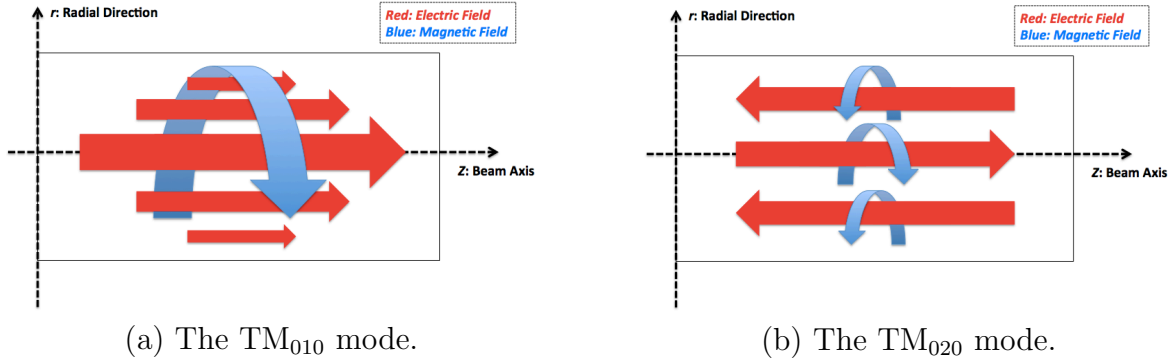 r: Radial Direction
Red: Electric Field
Blue: Magnetic Field
Z: Beam Axis
(a) The TM₀₁₀ mode.
r: Radial Direction
Red: Electric Field
Blue: Magnetic Field
Z: Beam Axis
(b) The TM₀₂₀ mode.